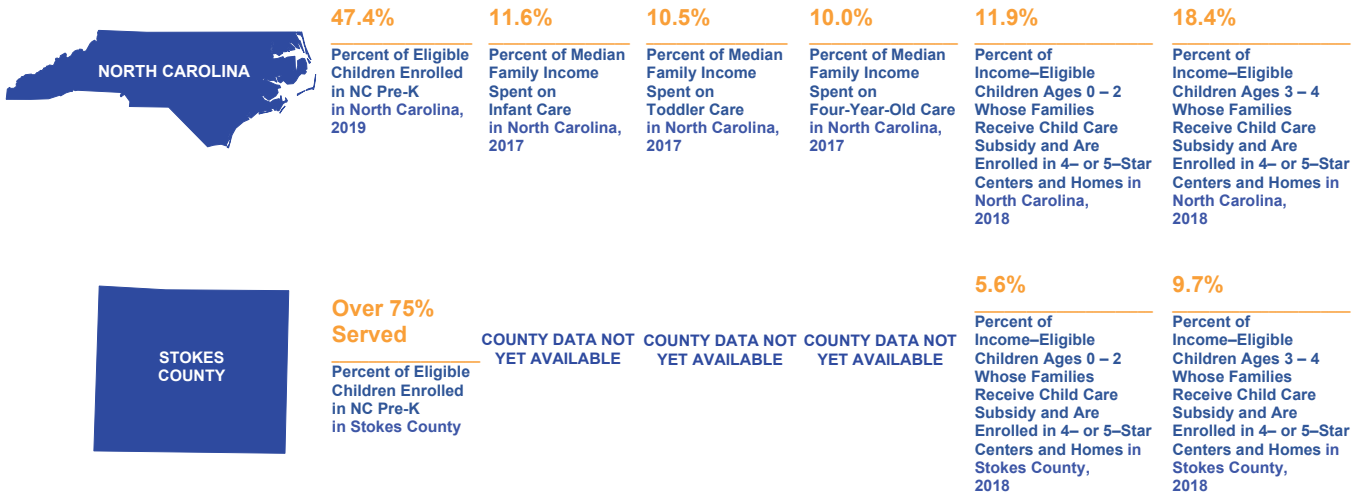 NORTH CAROLINA
47.4%
Percent of Eligible
Children Enrolled
in NC Pre-K
in North Carolina,
2019
11.6%
Percent of Median
Family Income
Spent on
Infant Care
in North Carolina,
2017
10.5%
Percent of Median
Family Income
Spent on
Toddler Care
in North Carolina,
2017
10.0%
Percent of Median
Family Income
Spent on
Four-Year-Old Care
in North Carolina,
2017
11.9%
Percent of
Income–Eligible
Children Ages 0 – 2
Whose Families
Receive Child Care
Subsidy and Are
Enrolled in 4– or 5–Star
Centers and Homes in
North Carolina,
2018
18.4%
Percent of
Income–Eligible
Children Ages 3 – 4
Whose Families
Receive Child Care
Subsidy and Are
Enrolled in 4– or 5–Star
Centers and Homes in
North Carolina,
2018
STOKES
COUNTY
Over 75%
Served
Percent of Eligible
Children Enrolled
in NC Pre-K
in Stokes County
COUNTY DATA NOT
YET AVAILABLE
COUNTY DATA NOT
YET AVAILABLE
COUNTY DATA NOT
YET AVAILABLE
5.6%
Percent of
Income–Eligible
Children Ages 0 – 2
Whose Families
Receive Child Care
Subsidy and Are
Enrolled in 4– or 5–Star
Centers and Homes in
Stokes County,
2018
9.7%
Percent of
Income–Eligible
Children Ages 3 – 4
Whose Families
Receive Child Care
Subsidy and Are
Enrolled in 4– or 5–Star
Centers and Homes in
Stokes County,
2018